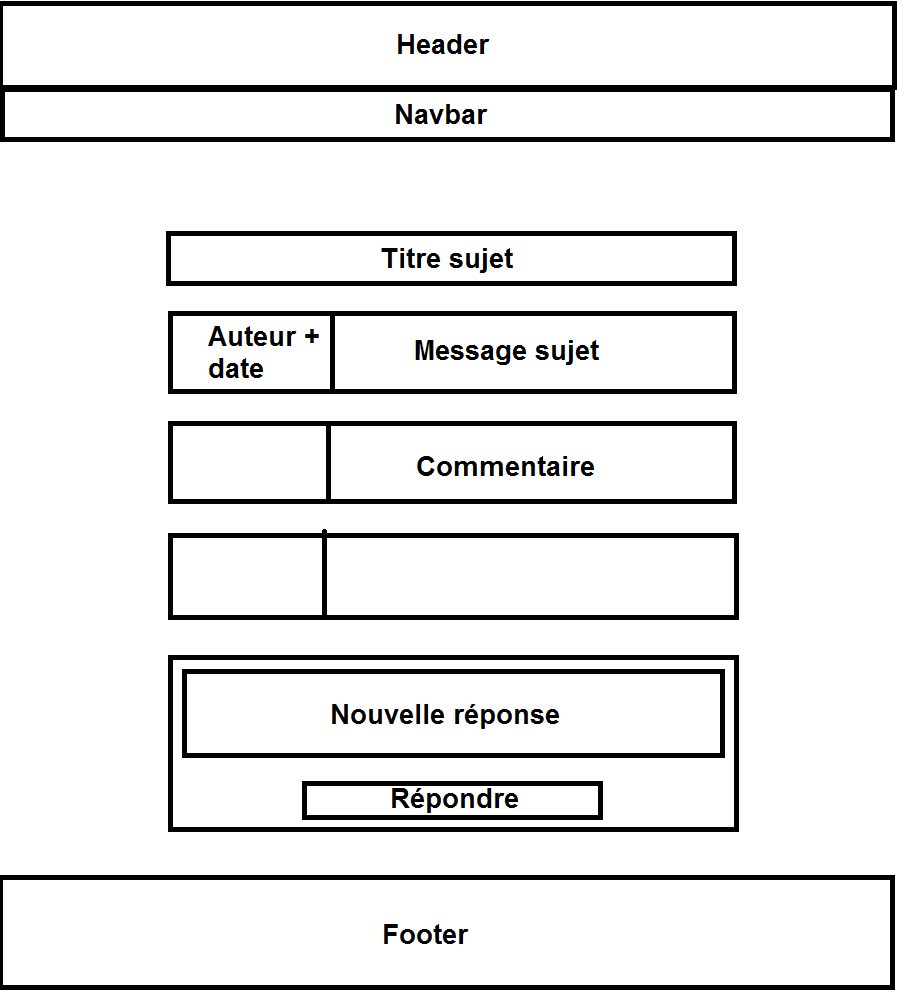 Header
Navbar
Titre sujet
Auteur +
date
Message sujet
Commentaire
Nouvelle réponse
Répondre
Footer